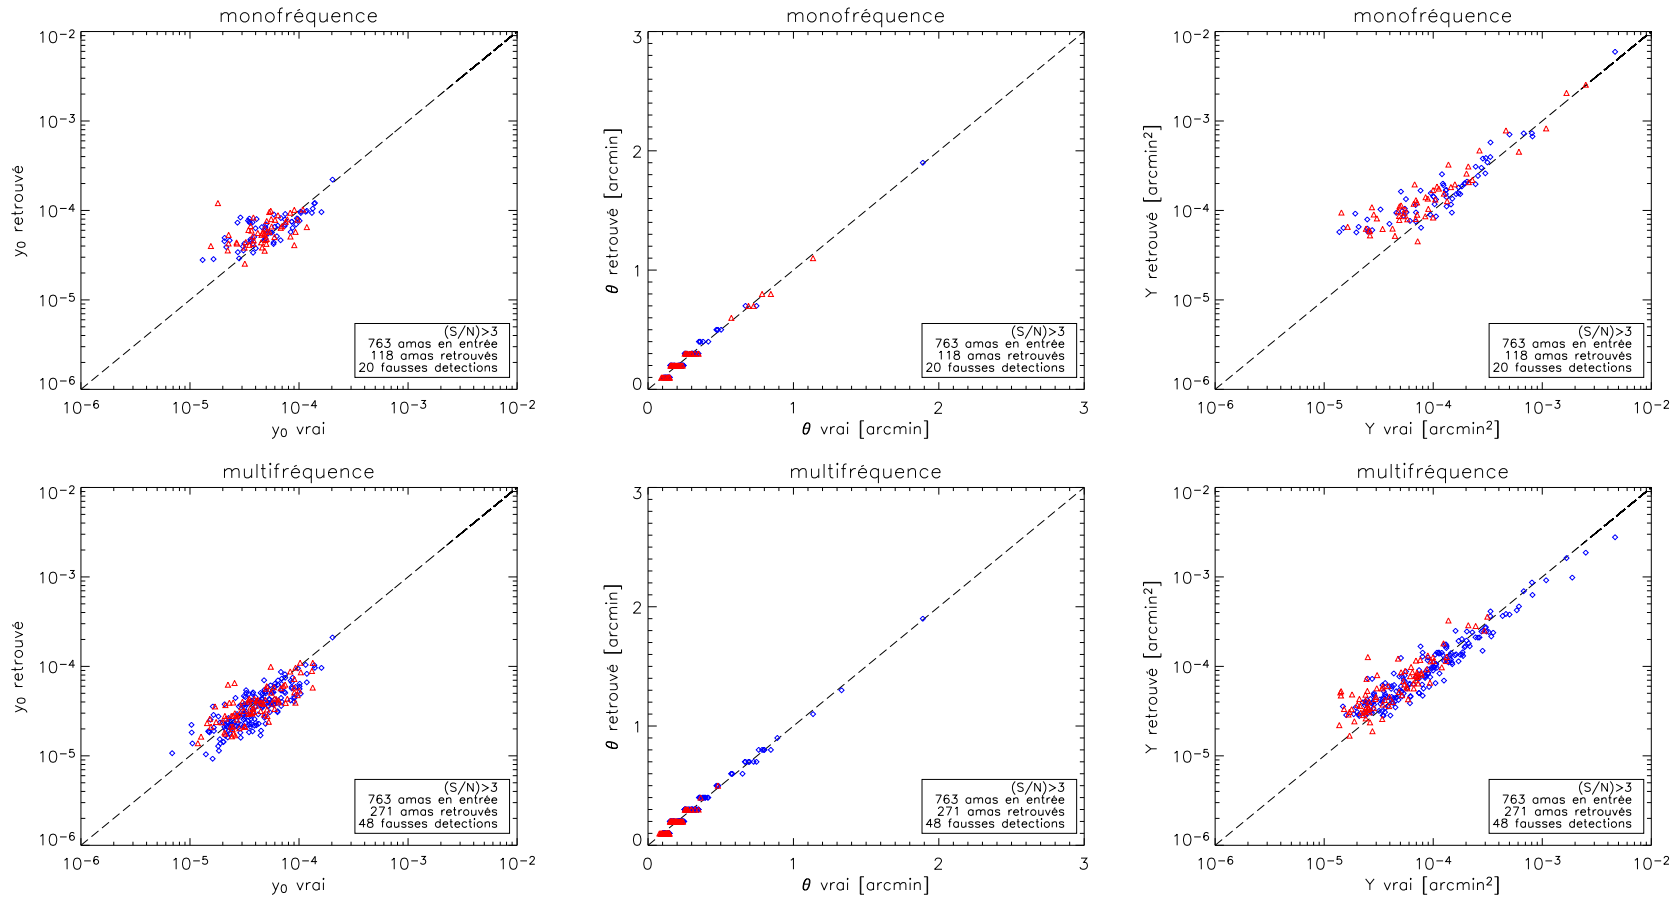 monofréquence
10⁻²
10⁻³
10⁻⁴
10⁻⁵
10⁻⁶
y₀ retrouvé
(S/N)>3
763 amas en entrée
118 amas retrouvés
20 fausses detections
10⁻⁶ 10⁻⁵ 10⁻⁴ 10⁻³ 10⁻²
y₀ vrai
monofréquence
3
2
1
0
θ retrouvé [arcmin]
(S/N)>3
763 amas en entrée
118 amas retrouvés
20 fausses detections
0 1 2 3
θ vrai [arcmin]
monofréquence
10⁻²
10⁻³
10⁻⁴
10⁻⁵
10⁻⁶
Y retrouvé [arcmin²]
(S/N)>3
763 amas en entrée
118 amas retrouvés
20 fausses detections
10⁻⁶ 10⁻⁵ 10⁻⁴ 10⁻³ 10⁻²
Y vrai [arcmin²]
multifréquence
10⁻²
10⁻³
10⁻⁴
10⁻⁵
10⁻⁶
y₀ retrouvé
(S/N)>3
763 amas en entrée
271 amas retrouvés
48 fausses detections
10⁻⁶ 10⁻⁵ 10⁻⁴ 10⁻³ 10⁻²
y₀ vrai
multifréquence
3
2
1
0
θ retrouvé [arcmin]
(S/N)>3
763 amas en entrée
271 amas retrouvés
48 fausses detections
0 1 2 3
θ vrai [arcmin]
multifréquence
10⁻²
10⁻³
10⁻⁴
10⁻⁵
10⁻⁶
Y retrouvé [arcmin²]
(S/N)>3
763 amas en entrée
271 amas retrouvés
48 fausses detections
10⁻⁶ 10⁻⁵ 10⁻⁴ 10⁻³ 10⁻²
Y vrai [arcmin²]